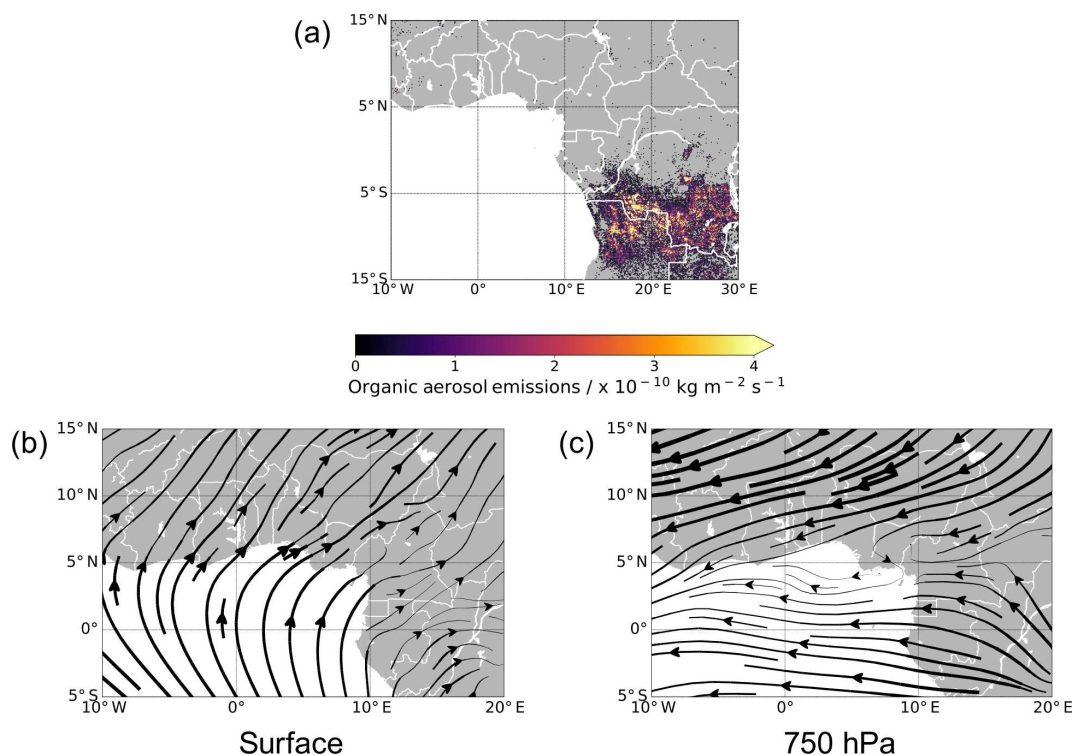 (a)
15° N
5° N
5° S
15° S
10° W 0° 10° E 20° E 30° E
0 1 2 3 4
Organic aerosol emissions / x 10⁻¹⁰ kg m⁻² s⁻¹
(b)
15° N
10° N
5° N
0°
5° S
10° W 0° 10° E 20° E
Surface
(c)
15° N
10° N
5° N
0°
5° S
10° W 0° 10° E 20° E
750 hPa